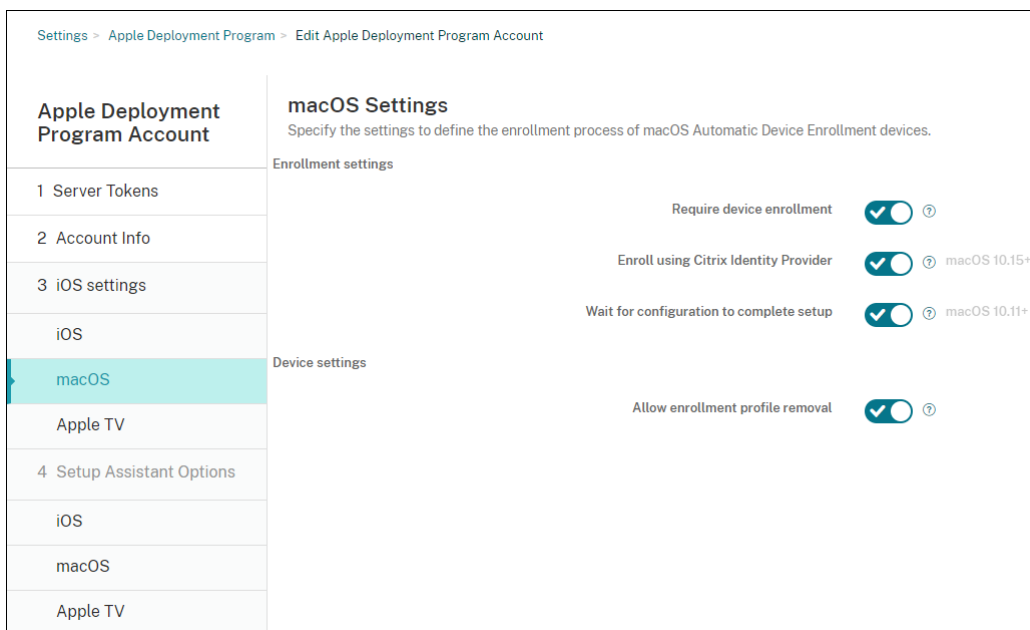 Settings > Apple Deployment Program > Edit Apple Deployment Program Account
Apple Deployment
Program Account
1 Server Tokens
2 Account Info
3 iOS settings
iOS
macOS
Apple TV
4 Setup Assistant Options
iOS
macOS
Apple TV
macOS Settings
Specify the settings to define the enrollment process of macOS Automatic Device Enrollment devices.
Enrollment settings
Require device enrollment
Enroll using Citrix Identity Provider macOS 10.15+
Wait for configuration to complete setup macOS 10.11+
Device settings
Allow enrollment profile removal